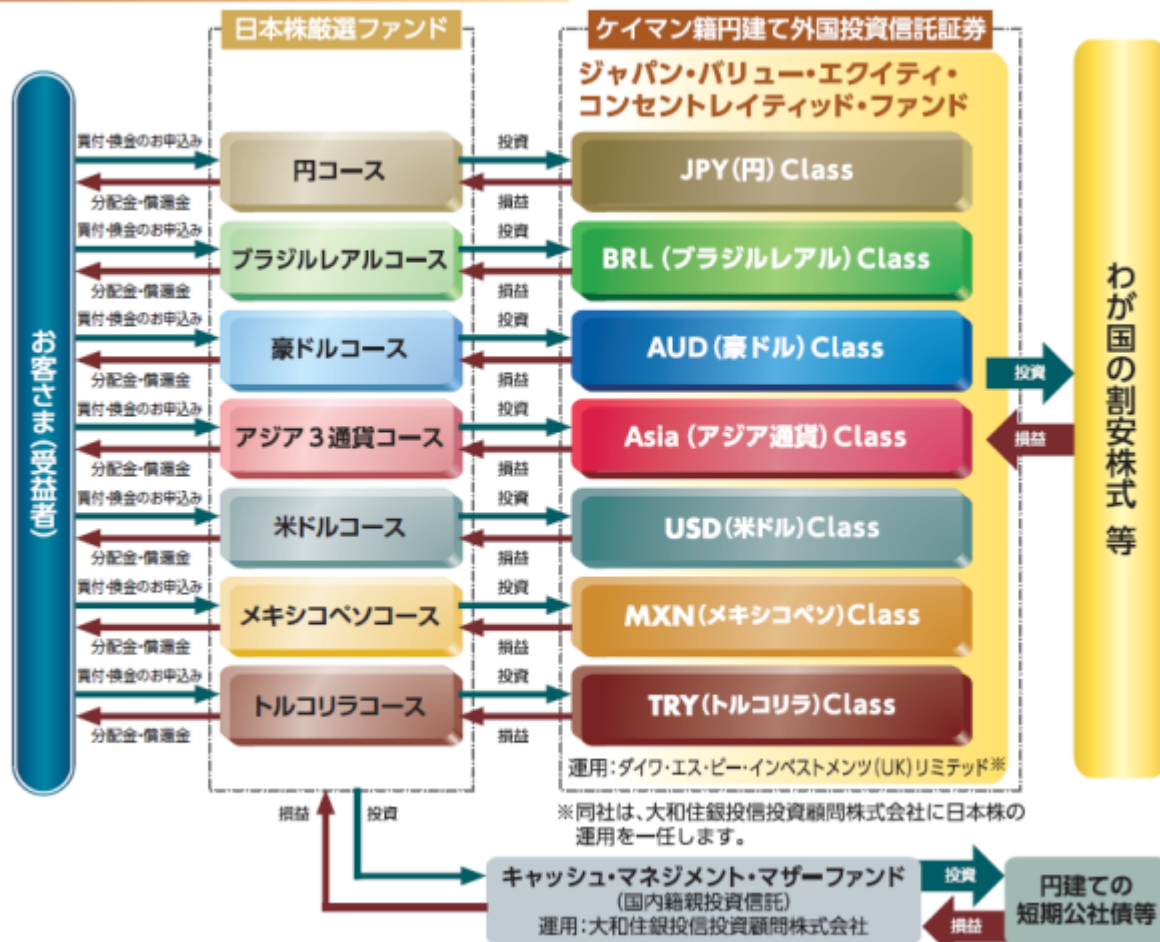 日本株厳選ファンド
ケイマン籍円建て外国投資信託証券
ジャパン・バリュー・エクイティ・
コンセントレイティッド・ファンド
お客さま(受益者)
買付・換金のお申込み
分配金・償還金
円コース
投資
損益
JPY(円)Class
買付・換金のお申込み
分配金・償還金
ブラジルレアルコース
投資
損益
BRL(ブラジルレアル)Class
買付・換金のお申込み
分配金・償還金
豪ドルコース
投資
損益
AUD(豪ドル)Class
買付・換金のお申込み
分配金・償還金
アジア3通貨コース
投資
損益
Asia(アジア通貨)Class
買付・換金のお申込み
分配金・償還金
米ドルコース
投資
損益
USD(米ドル)Class
買付・換金のお申込み
分配金・償還金
メキシコペソコース
投資
損益
MXN(メキシコペソ)Class
買付・換金のお申込み
分配金・償還金
トルコリラコース
投資
損益
TRY(トルコリラ)Class
投資
損益
わが国の割安株式 等
運用:ダイワ・エス・ビー・インベストメンツ(UK)リミテッド※
※同社は、大和住銀投信投資顧問株式会社に日本株の
運用を一任します。
損益
投資
キャッシュ・マネジメント・マザーファンド
(国内籍親投資信託)
運用:大和住銀投信投資顧問株式会社
投資
損益
円建ての
短期公社債等